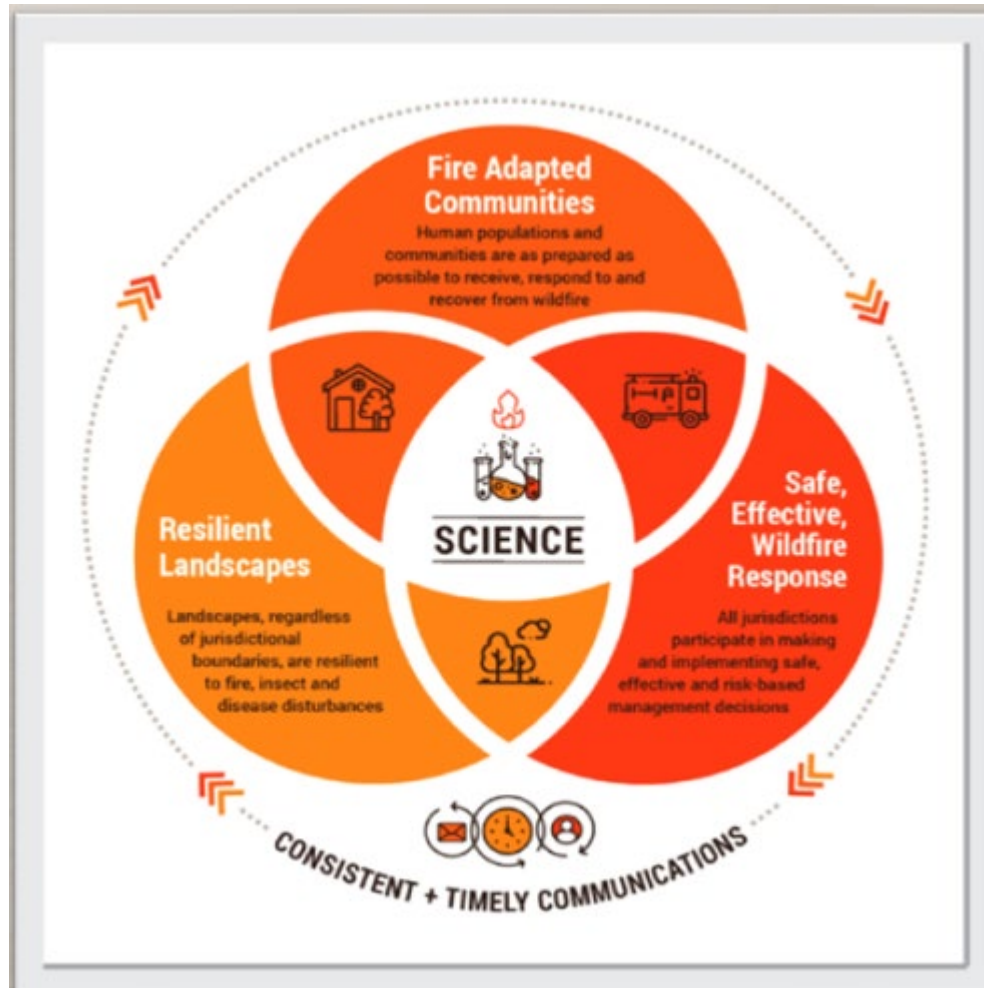 Fire Adapted
Communities
Human populations and
communities are as prepared as
possible to receive, respond to and
recover from wildfire
SCIENCE
Resilient
Landscapes
Landscapes, regardless
of jurisdictional
boundaries, are resilient
to fire, insect and
disease disturbances
Safe,
Effective,
Wildfire
Response
All jurisdictions
participate in making
and implementing safe,
effective and risk-based
management decisions
CONSISTENT + TIMELY COMMUNICATIONS